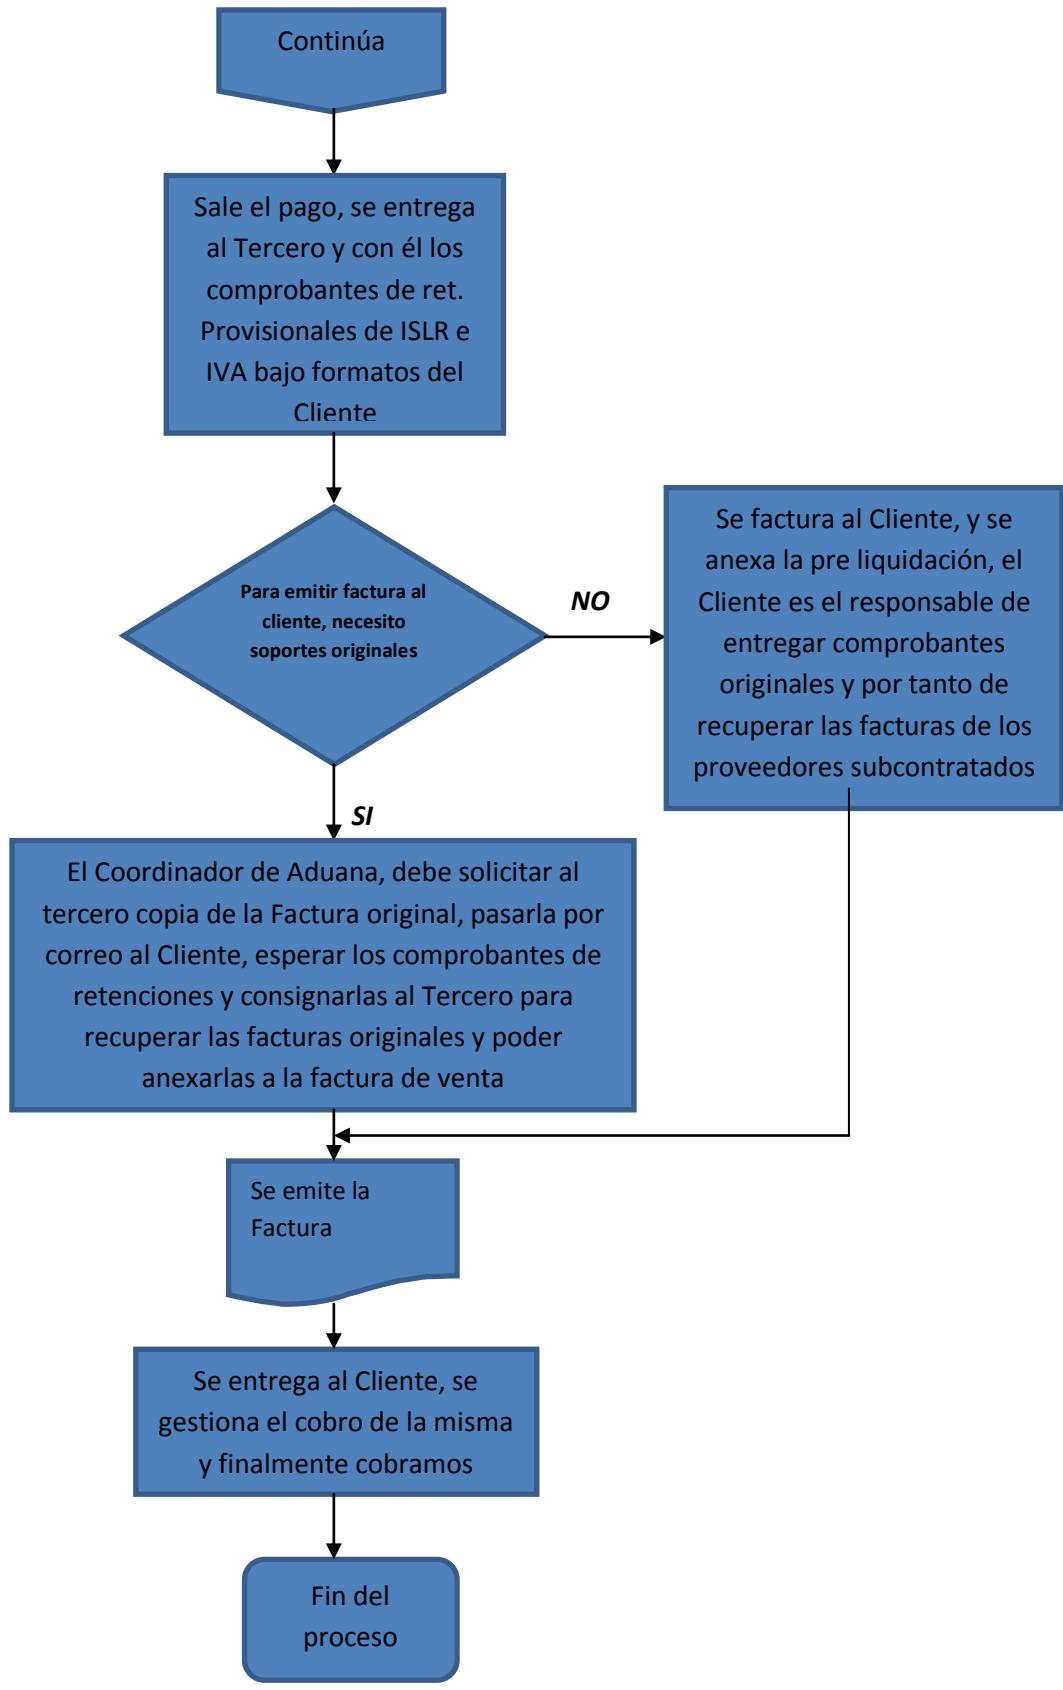 Continúa
Sale el pago, se entrega
al Tercero y con él los
comprobantes de ret.
Provisionales de ISLR e
IVA bajo formatos del
Cliente
Para emitir factura al
cliente, necesito
soportes originales
NO
Se factura al Cliente, y se
anexa la pre liquidación, el
Cliente es el responsable de
entregar comprobantes
originales y por tanto de
recuperar las facturas de los
proveedores subcontratados
SI
El Coordinador de Aduana, debe solicitar al
tercero copia de la Factura original, pasarla por
correo al Cliente, esperar los comprobantes de
retenciones y consignarlas al Tercero para
recuperar las facturas originales y poder
anexarlas a la factura de venta
Se emite la
Factura
Se entrega al Cliente, se
gestiona el cobro de la misma
y finalmente cobramos
Fin del
proceso